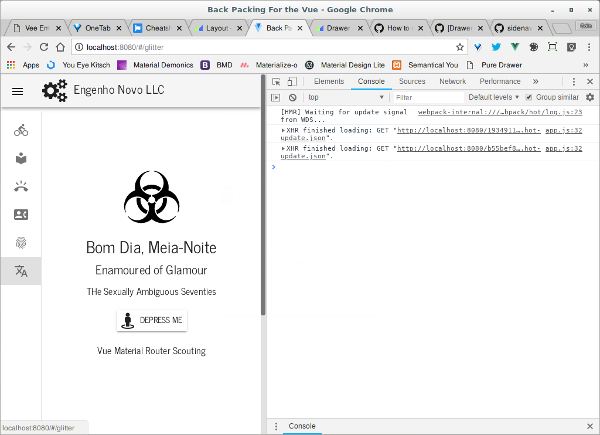 Back Packing For the Vue - Google Chrome
Vee Em
OneTab
Cheatsl
Layout
Back Pa
Drawer
How to
[Drawer
sidenav
localhost:8080/#/glitter
Apps
You Eye Kitsch
Material Demonics
BMD
Materialize-o
Material Design Lite
Semantical You
Pure Drawer
Engenho Novo LLC
Bom Dia, Meia-Noite
Enamoured of Glamour
THe Sexually Ambiguous Seventies
DEPRESS ME
Vue Material Router Scouting
localhost:8080/#/glitter
Elements Console Sources Network Performance
top Filter Default levels Group similar
[HMR] Waiting for update signal from WDS... webpack-internal:///…bpack/hot/log.js:23
XHR finished loading: GET "http://localhost:8080/1934911….hot-update.json". app.js:32
XHR finished loading: GET "http://localhost:8080/b55bef8….hot-update.json". app.js:32
Console